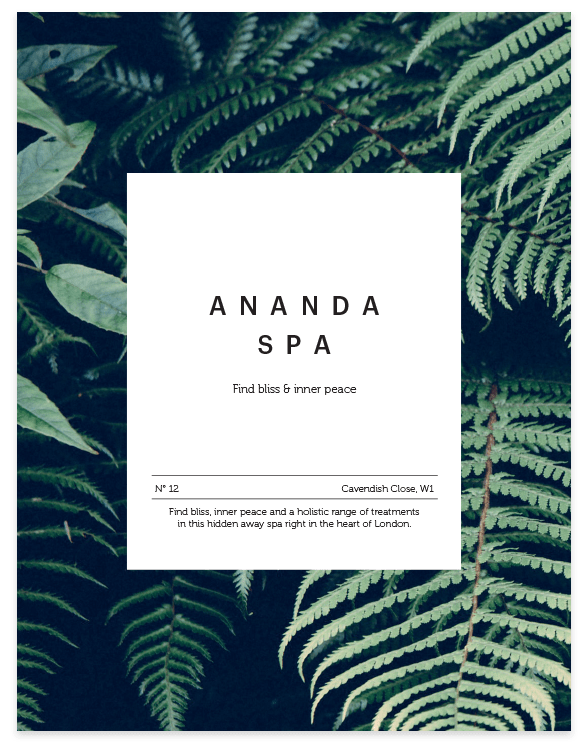 ANANDA
SPA
Find bliss & inner peace
N° 12 Cavendish Close, W1
Find bliss, inner peace and a holistic range of treatments
in this hidden away spa right in the heart of London.